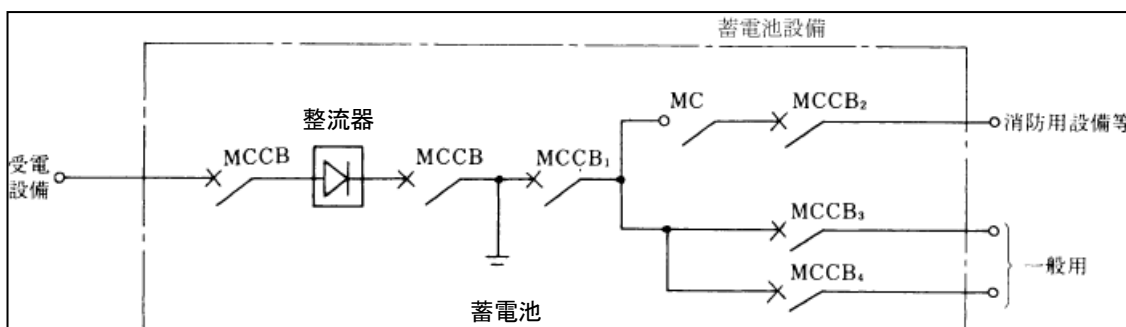 蓄電池設備
MC
MCCB₂
消防用設備等
整流器
受電
設備
MCCB
MCCB
MCCB₁
MCCB₃
一般用
MCCB₄
蓄電池